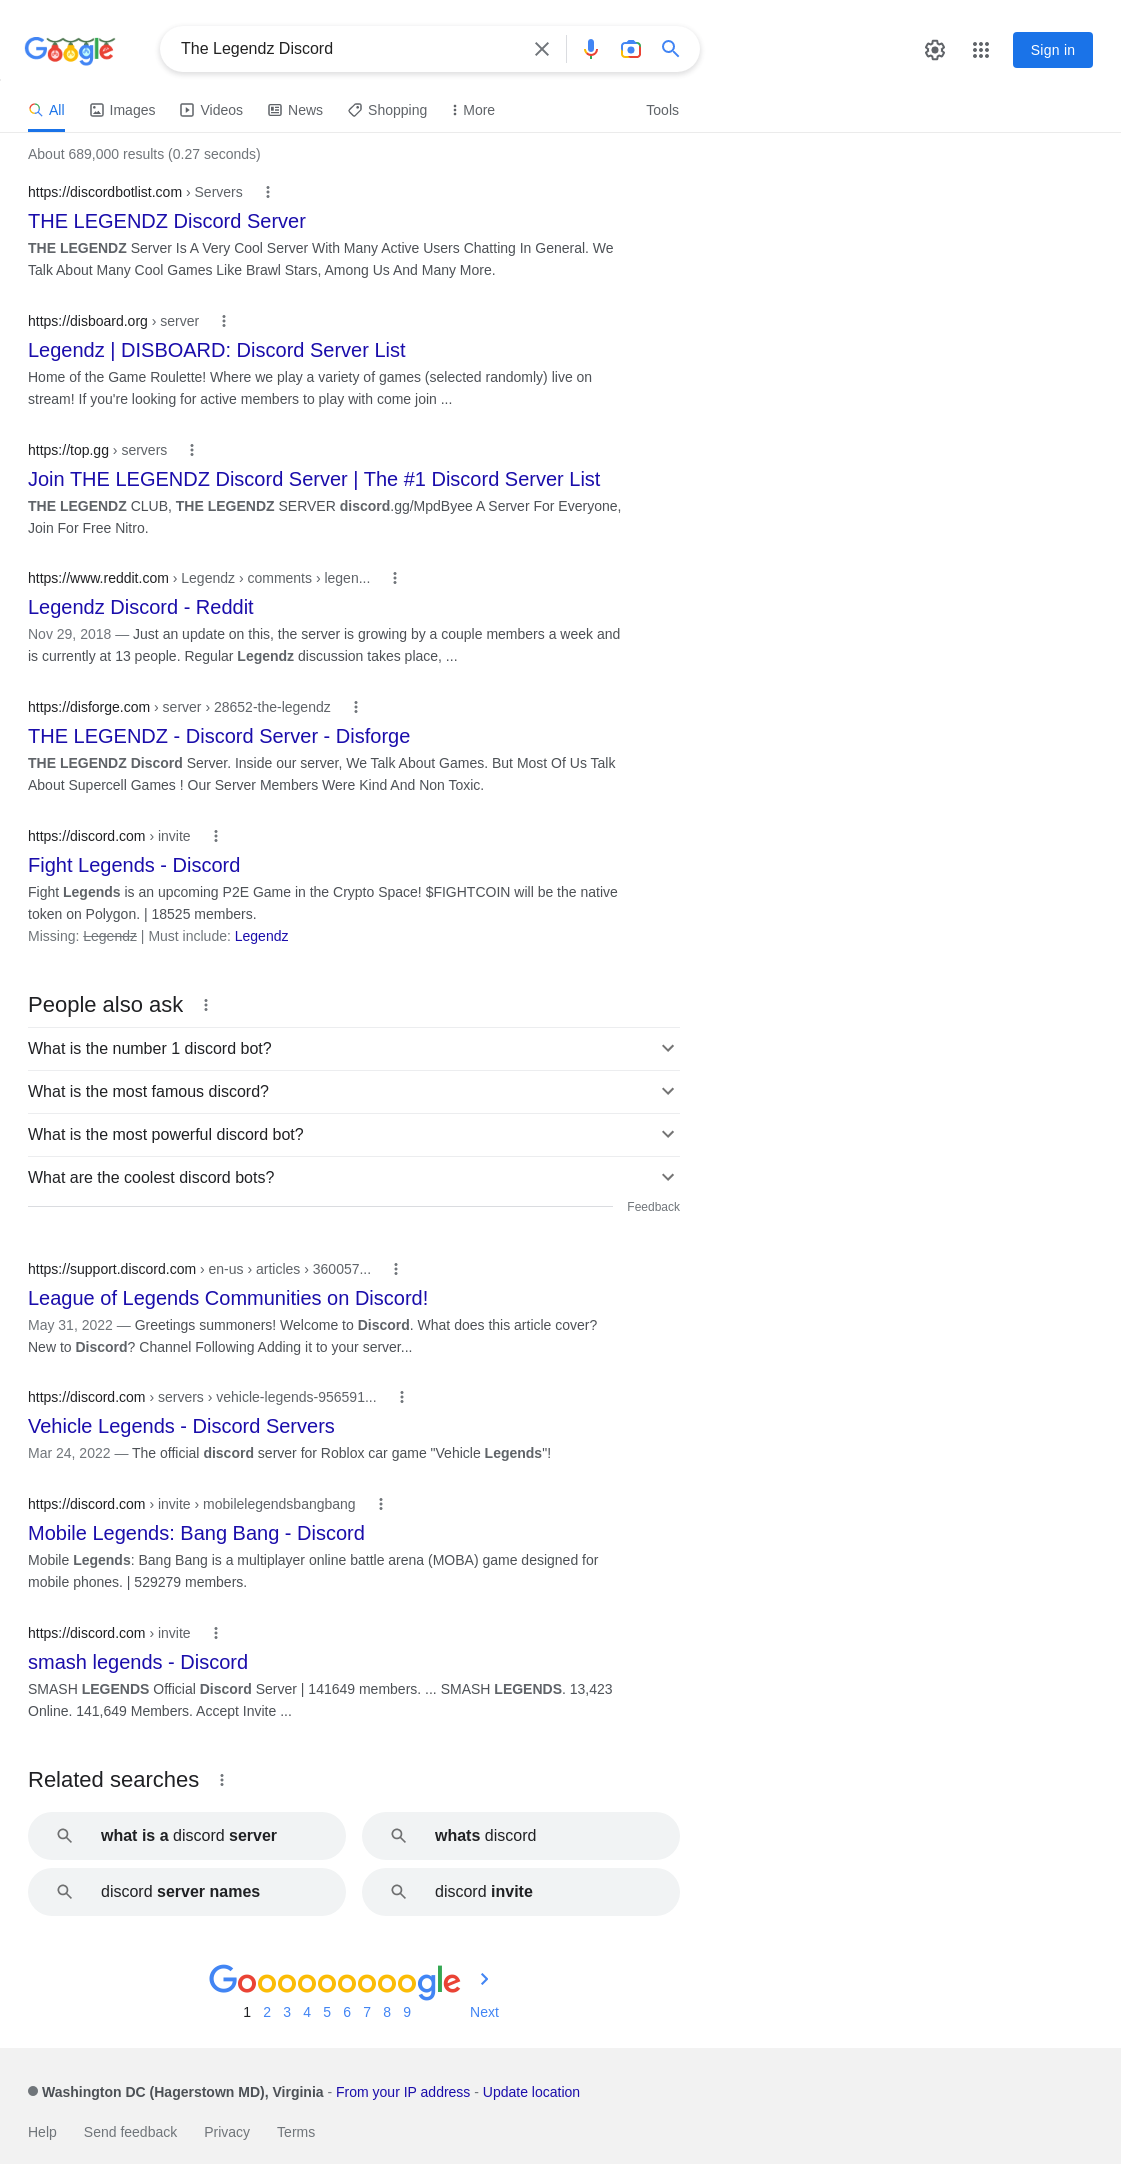 Google
The Legendz Discord
Sign in
All Images Videos News Shopping More Tools
About 689,000 results (0.27 seconds)
https://discordbotlist.com › Servers
THE LEGENDZ Discord Server
THE LEGENDZ Server Is A Very Cool Server With Many Active Users Chatting In General. We
Talk About Many Cool Games Like Brawl Stars, Among Us And Many More.
https://disboard.org › server
Legendz | DISBOARD: Discord Server List
Home of the Game Roulette! Where we play a variety of games (selected randomly) live on
stream! If you're looking for active members to play with come join ...
https://top.gg › servers
Join THE LEGENDZ Discord Server | The #1 Discord Server List
THE LEGENDZ CLUB, THE LEGENDZ SERVER discord.gg/MpdByee A Server For Everyone,
Join For Free Nitro.
https://www.reddit.com › Legendz › comments › legen...
Legendz Discord - Reddit
Nov 29, 2018 — Just an update on this, the server is growing by a couple members a week and
is currently at 13 people. Regular Legendz discussion takes place, ...
https://disforge.com › server › 28652-the-legendz
THE LEGENDZ - Discord Server - Disforge
THE LEGENDZ Discord Server. Inside our server, We Talk About Games. But Most Of Us Talk
About Supercell Games ! Our Server Members Were Kind And Non Toxic.
https://discord.com › invite
Fight Legends - Discord
Fight Legends is an upcoming P2E Game in the Crypto Space! $FIGHTCOIN will be the native
token on Polygon. | 18525 members.
Missing: Legendz | Must include: Legendz
People also ask
What is the number 1 discord bot?
What is the most famous discord?
What is the most powerful discord bot?
What are the coolest discord bots?
Feedback
https://support.discord.com › en-us › articles › 360057...
League of Legends Communities on Discord!
May 31, 2022 — Greetings summoners! Welcome to Discord. What does this article cover?
New to Discord? Channel Following Adding it to your server...
https://discord.com › servers › vehicle-legends-956591...
Vehicle Legends - Discord Servers
Mar 24, 2022 — The official discord server for Roblox car game "Vehicle Legends"!
https://discord.com › invite › mobilelegendsbangbang
Mobile Legends: Bang Bang - Discord
Mobile Legends: Bang Bang is a multiplayer online battle arena (MOBA) game designed for
mobile phones. | 529279 members.
https://discord.com › invite
smash legends - Discord
SMASH LEGENDS Official Discord Server | 141649 members. ... SMASH LEGENDS. 13,423
Online. 141,649 Members. Accept Invite ...
Related searches
what is a discord server
whats discord
discord server names
discord invite
Gooooooooogle
1 2 3 4 5 6 7 8 9 Next
Washington DC (Hagerstown MD), Virginia - From your IP address - Update location
Help Send feedback Privacy Terms